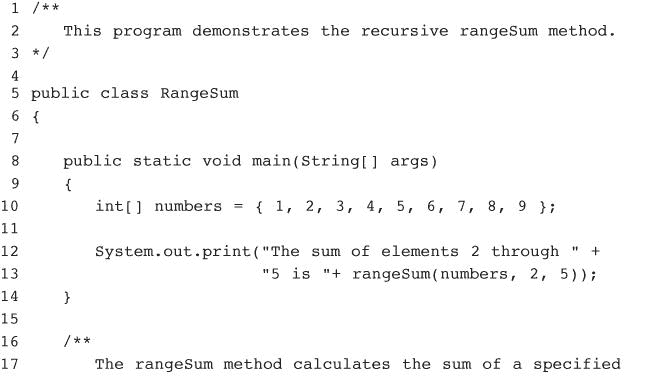 1 /**
2    This program demonstrates the recursive rangeSum method.
3 */
4
5 public class RangeSum
6 {
7
8    public static void main(String[] args)
9    {
10       int[] numbers = { 1, 2, 3, 4, 5, 6, 7, 8, 9 };
11
12       System.out.print("The sum of elements 2 through " +
13                        "5 is "+ rangeSum(numbers, 2, 5));
14    }
15
16    /**
17       The rangeSum method calculates the sum of a specified